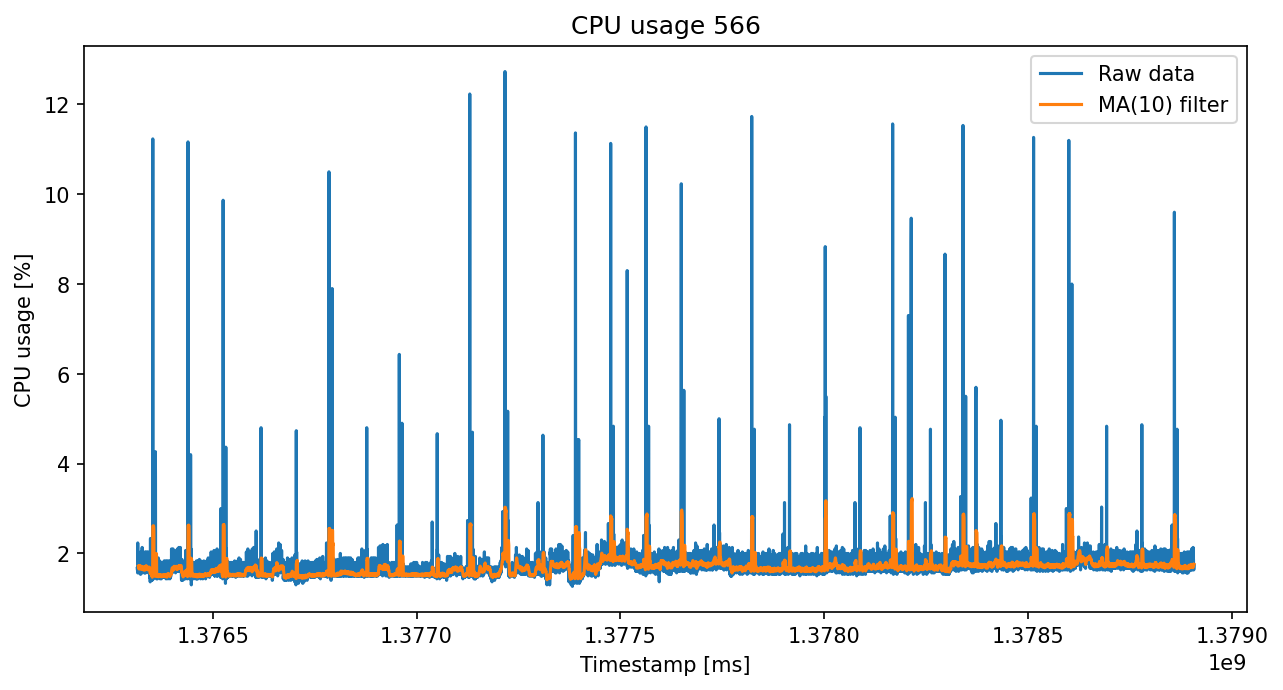 CPU usage 566
Raw data
MA(10) filter
CPU usage [%]
12
10
8
6
4
2
1.3765
1.3770
1.3775
1.3780
1.3785
1.3790
1e9
Timestamp [ms]